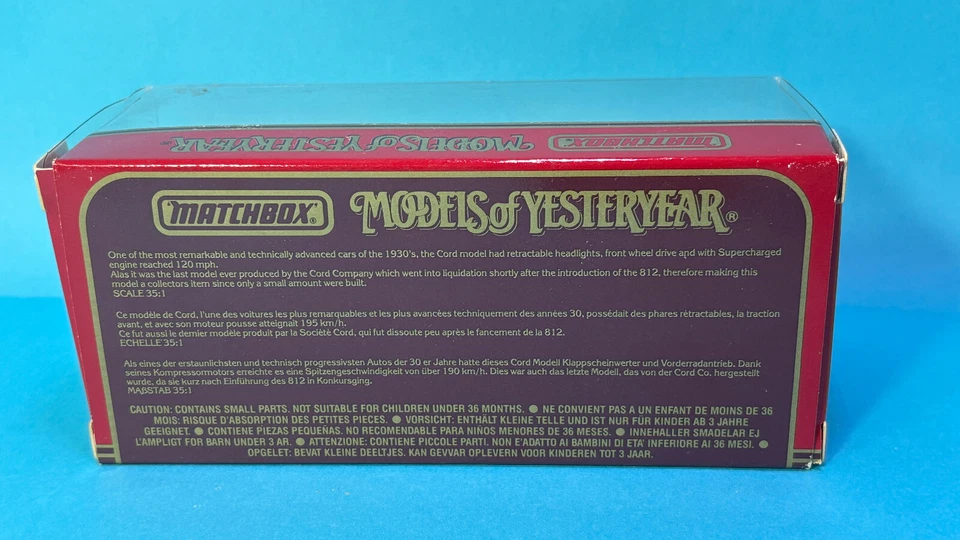 MATCHBOX MODELS of YESTERYEAR
MATCHBOX® MODELS of YESTERYEAR®
One of the most remarkable and technically advanced cars of the 1930's, the Cord model had retractable headlights, front wheel drive and with Supercharged
engine reached 120 mph.
Alas it was the last model ever produced by the Cord Company which went into liquidation shortly after the introduction of the 812, therefore making this
model a collectors item since only a small amount were built.
SCALE 35:1
Ce modèle de Cord, l'une des voitures les plus remarquables et les plus avancées techniquement des années 30, possédait des phares rétractables, la traction
avant, et avec son moteur pousse atteignait 195 km/h.
Ce fut aussi le dernier modèle produit par la Société Cord, qui fut dissoute peu après le fancement de la 812.
ECHELLE 35:1
Als eines der erstaunlichsten und technisch progressivsten Autos der 30 er Jahre hatte dieses Cord Modell Klappscheinwerter und Vorderradantrieb. Dank
seines Kompressormotors erreichte es eine Spitzengeschwindigkeit von über 190 km/h. Dies war auch das letzte Modell, das von der Cord Co. hergestellt
wurde, da sie kurz nach Einführung des 812 in Konkursging.
MAßSTAB 35:1
CAUTION: CONTAINS SMALL PARTS. NOT SUITABLE FOR CHILDREN UNDER 36 MONTHS. ● NE CONVIENT PAS A UN ENFANT DE MOINS DE 36
MOIS: RISQUE D'ABSORPTION DES PETITES PIECES. ● VORSICHT: ENTHÄLT KLEINE TELLE UND IST NUR FÜR KINDER AB 3 JAHRE
GEEIGNET. ● CONTIENE PIEZAS PEQUEÑAS. NO RECOMENDABLE PARA NIÑOS MENORES DE 36 MESES. ● INNEHALLER SMADELAR EJ
LÄMPLIGT FOR BARN UNDER 3 AR. ● ATTENZIONE: CONTIENE PICCOLE PARTI. NON E'ADATTO AI BAMBINI DI ETA' INFERIORE AI 36 MESI. ●
OPGELET: BEVAT KLEINE DEELTJES. KAN GEVVAR OPLEVERN VOOR KINDEREN TOT 3 JAAR.